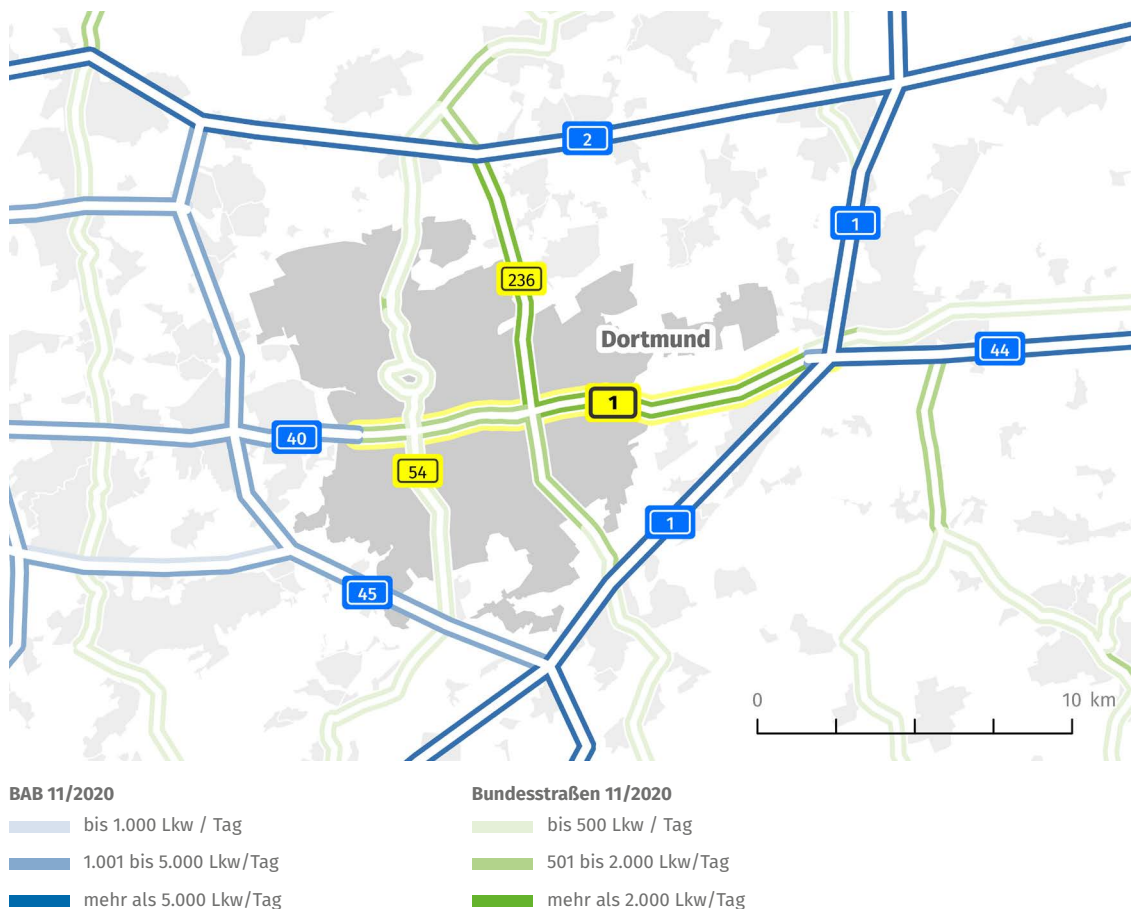 2
1
236
Dortmund
44
1
40
54
1
45
0 10 km
BAB 11/2020
bis 1.000 Lkw / Tag
1.001 bis 5.000 Lkw/Tag
mehr als 5.000 Lkw/Tag
Bundesstraßen 11/2020
bis 500 Lkw / Tag
501 bis 2.000 Lkw/Tag
mehr als 2.000 Lkw/Tag